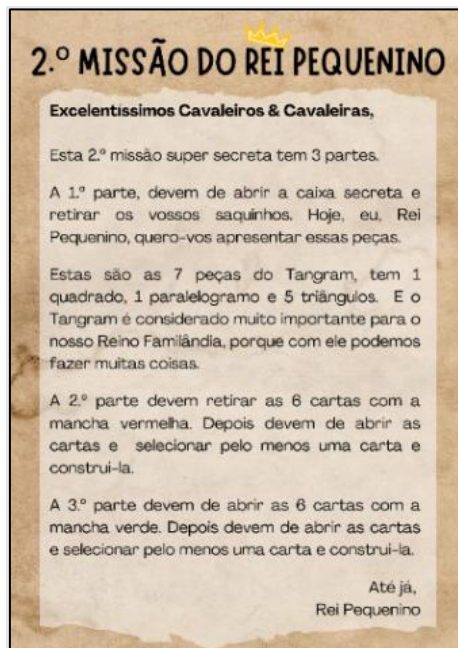 2.º MISSÃO DO REI PEQUENINO
Excelentíssimos Cavaleiros & Cavaleiras,
Esta 2.ª missão super secreta tem 3 partes.
A 1.ª parte, devem de abrir a caixa secreta e
retirar os vossos saquinhos. Hoje, eu, Rei
Pequenino, quero-vos apresentar essas peças.
Estas são as 7 peças do Tangram, tem 1
quadrado, 1 paralelogramo e 5 triângulos. E o
Tangram é considerado muito importante para o
nosso Reino Familândia, porque com ele podemos
fazer muitas coisas.
A 2.ª parte devem retirar as 6 cartas com a
mancha vermelha. Depois devem de abrir as
cartas e selecionar pelo menos uma carta e
construi-la.
A 3.ª parte devem de abrir as 6 cartas com a
mancha verde. Depois devem de abrir as cartas
e selecionar pelo menos uma carta e construi-la.
Até já,
Rei Pequenino